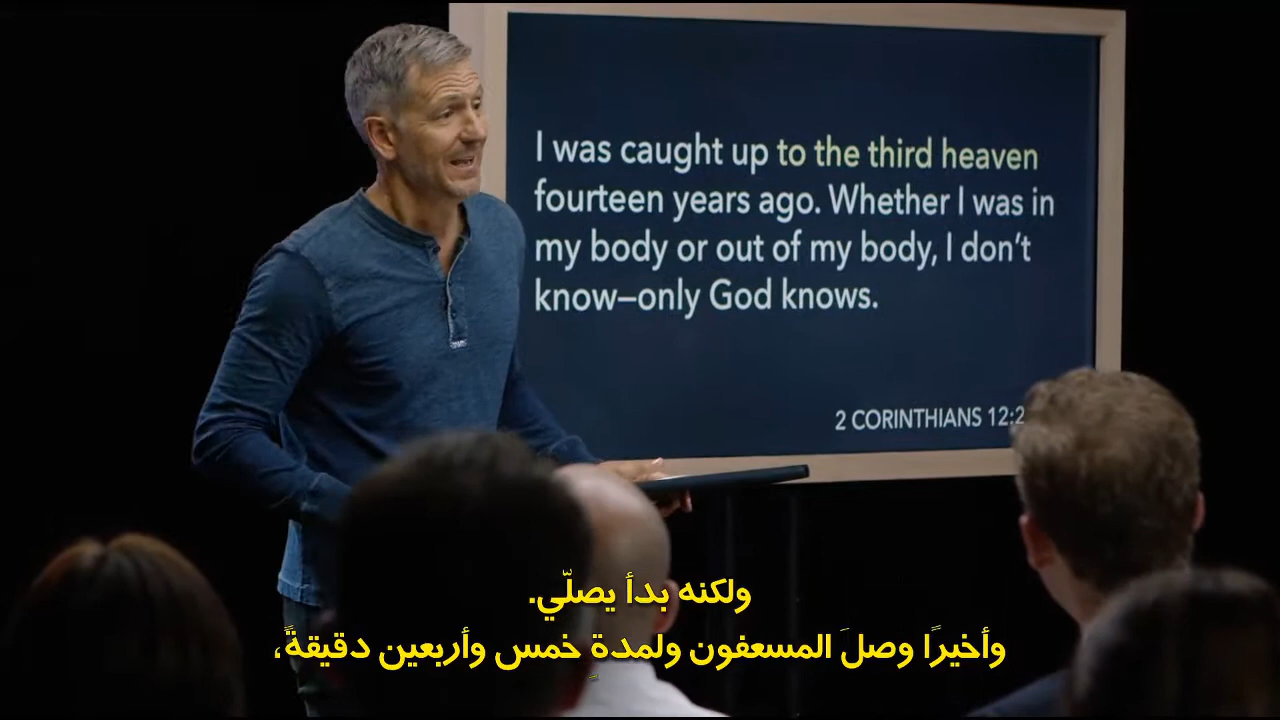 I was caught up to the third heaven
fourteen years ago. Whether I was in
my body or out of my body, I don’t
know–only God knows.
2 CORINTHIANS 12:2
ولكنه بدأ يصلّي.
وأخيرًا وصلَ المسعفون ولمدةٍ خمس وأربعين دقيقةً،